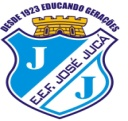 DESDE 1923 EDUCANDO GERAÇÕES
J
E.E.F. JOSÉ JUCÁ
J